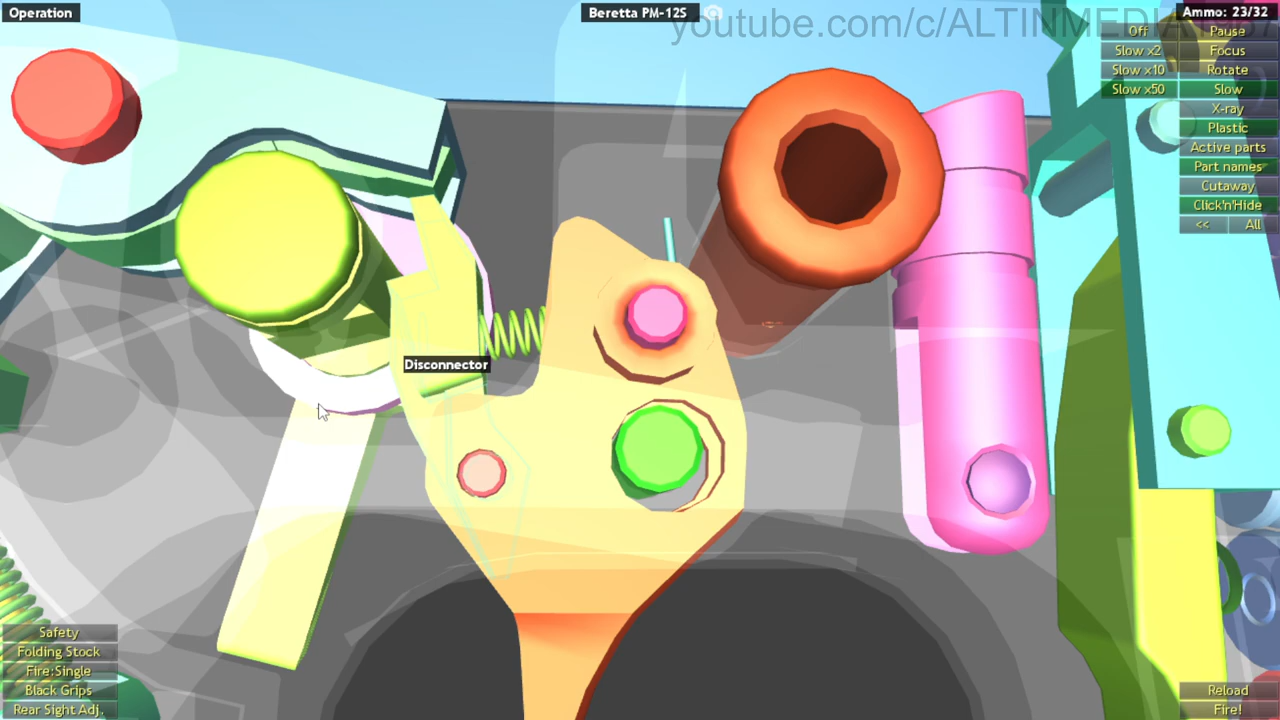 Operation
Beretta PM-12S
Ammo: 23/32
youtube.com/c/ALTINMEDIA
Off
Pause
Slow x2
Focus
Slow x10
Rotate
Slow x50
Slow
X-ray
Plastic
Active parts
Part names
Cutaway
Click'n'Hide
<< All
Disconnector
Safety
Folding Stock
Fire:Single
Black Grips
Rear Sight Adj.
Reload
Fire!